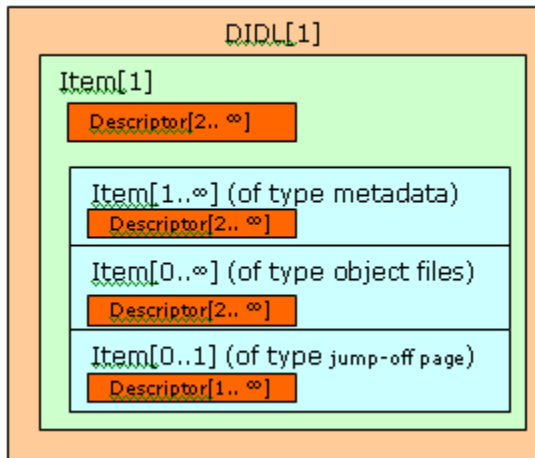 DIDL[1]
Item[1]
Descriptor[2.. ∞]
Item[1..∞] (of type metadata)
Descriptor[2.. ∞]
Item[0..∞] (of type object files)
Descriptor[2.. ∞]
Item[0..1] (of type jump-off page)
Descriptor[1.. ∞]